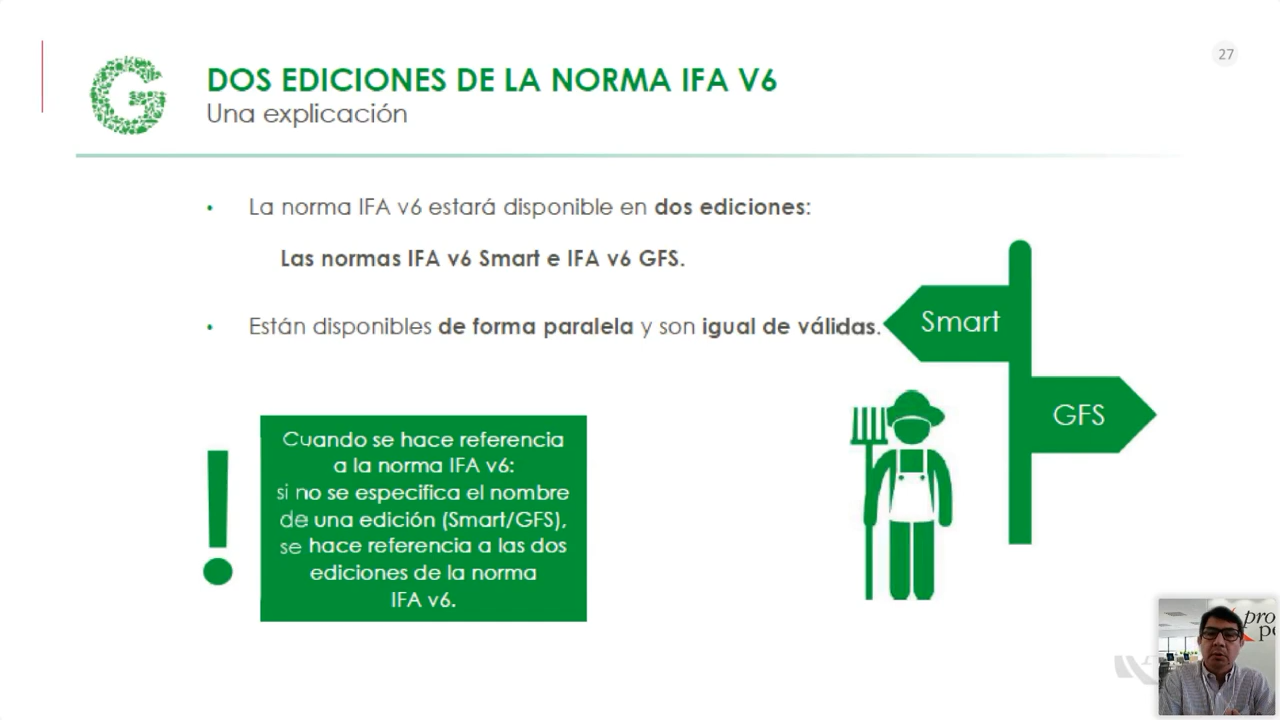 27
DOS EDICIONES DE LA NORMA IFA V6
Una explicación
• La norma IFA v6 estará disponible en dos ediciones:
Las normas IFA v6 Smart e IFA v6 GFS.
• Están disponibles de forma paralela y son igual de válidas.
Smart
GFS
!
Cuando se hace referencia
a la norma IFA v6:
si no se especifica el nombre
de una edición (Smart/GFS),
se hace referencia a las dos
ediciones de la norma
IFA v6.
pro